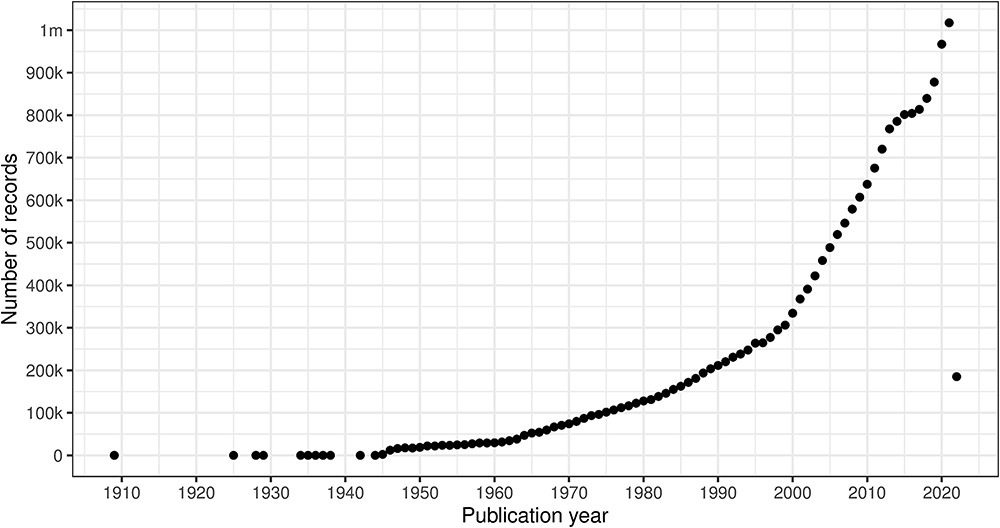 Number of records
1m
900k
800k
700k
600k
500k
400k
300k
200k
100k
0
1910 1920 1930 1940 1950 1960 1970 1980 1990 2000 2010 2020
Publication year